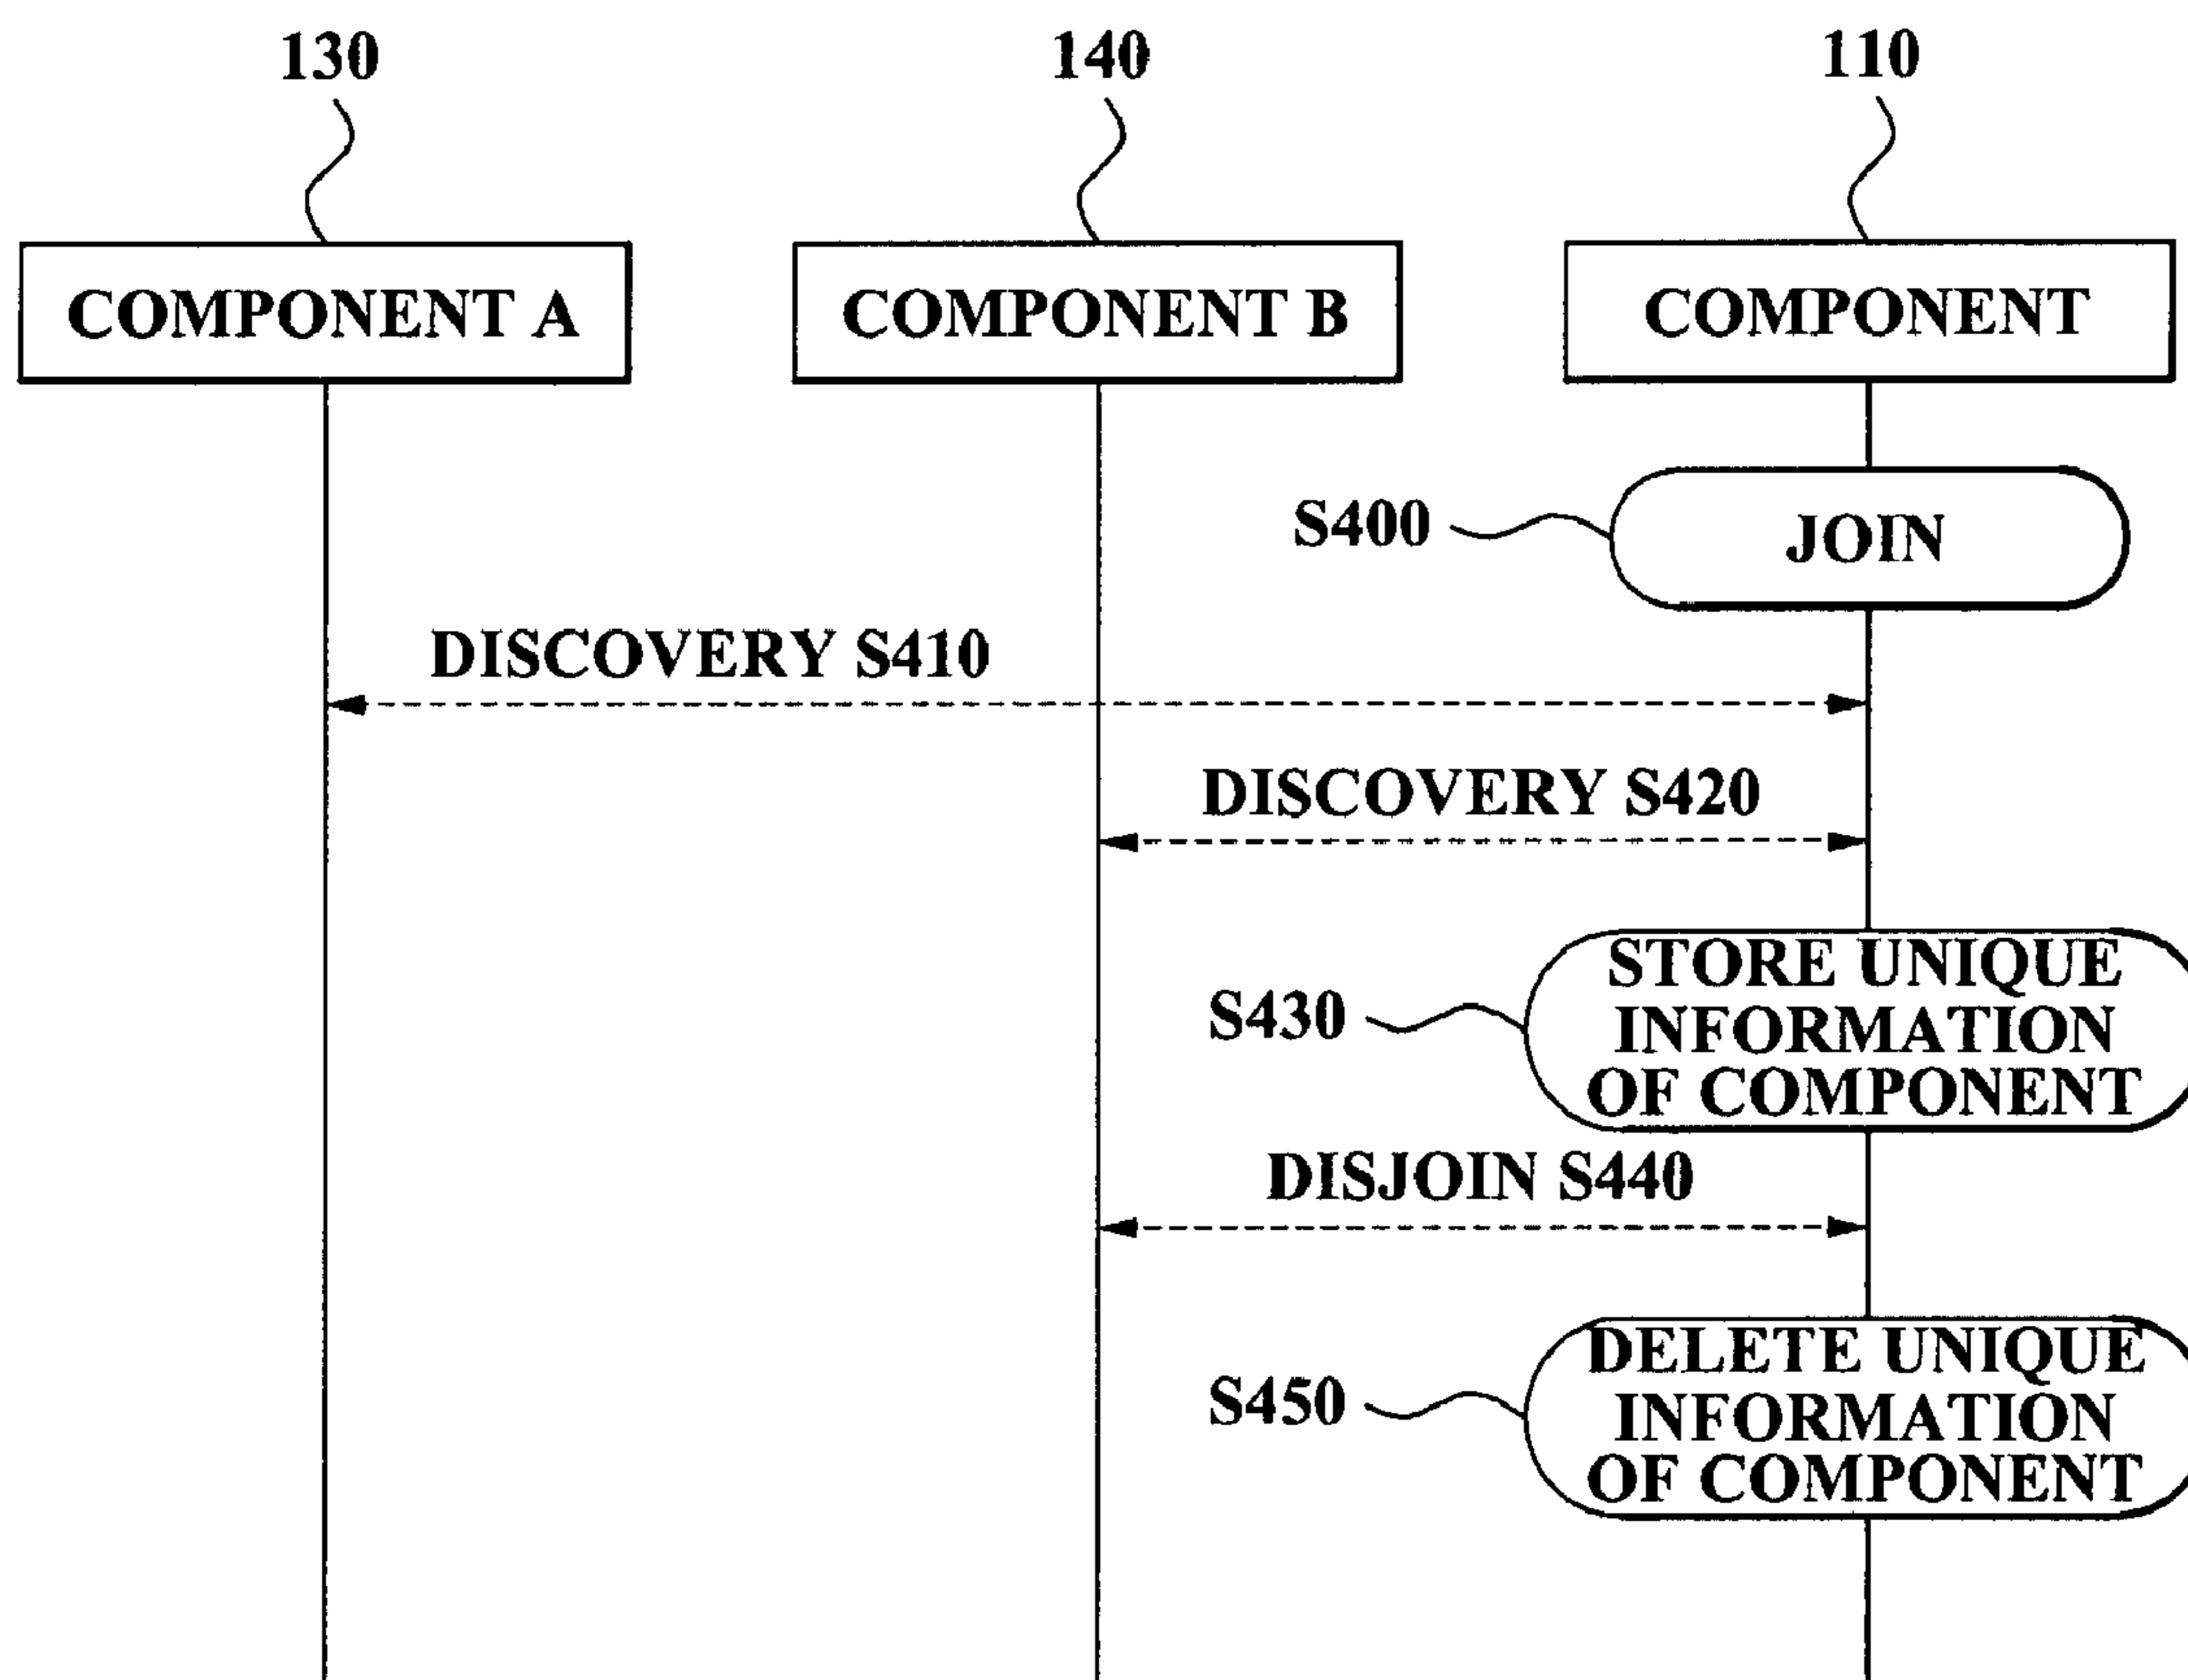 130
140
110
COMPONENT A
COMPONENT B
COMPONENT
S400
JOIN
DISCOVERY S410
DISCOVERY S420
S430
STORE UNIQUE
INFORMATION
OF COMPONENT
DISJOIN S440
S450
DELETE UNIQUE
INFORMATION
OF COMPONENT